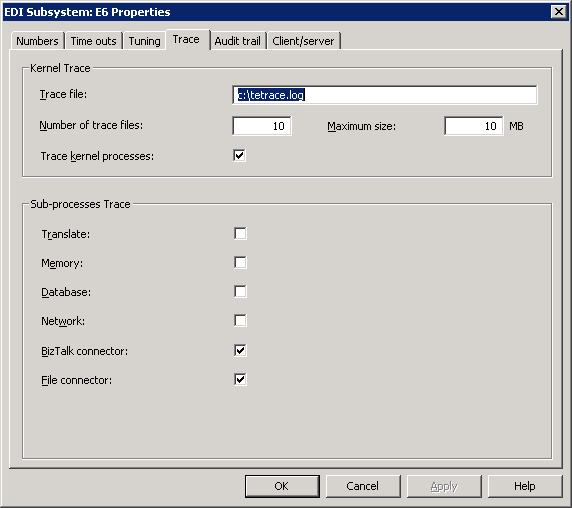 EDI Subsystem: E6 Properties
Numbers Time outs Tuning Trace Audit trail Client/server
Kernel Trace
Trace file: c:\tetrace.log
Number of trace files: 10 Maximum size: 10 MB
Trace kernel processes:
Sub-processes Trace
Translate:
Memory:
Database:
Network:
BizTalk connector:
File connector:
OK Cancel Apply Help